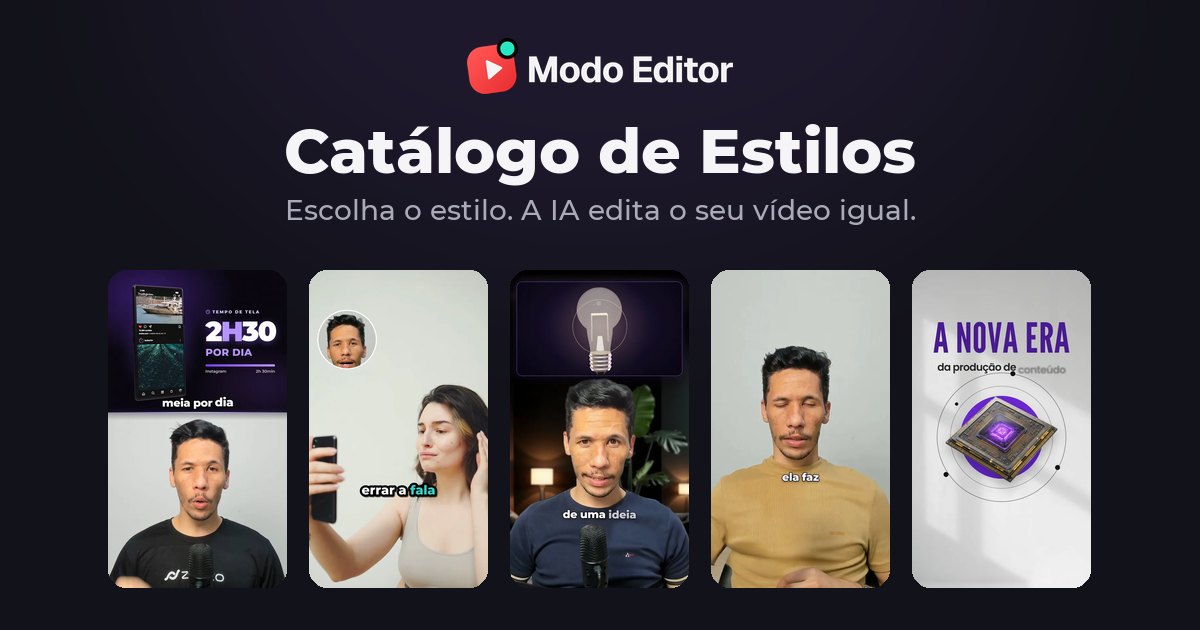 Modo Editor
Catálogo de Estilos
Escolha o estilo. A IA edita o seu vídeo igual.
TEMPO DE TELA
2H30
POR DIA
Instagram 2h 30min
meia por dia
errar a fala
de uma ideia
ela faz
A NOVA ERA
da produção de conteúdo